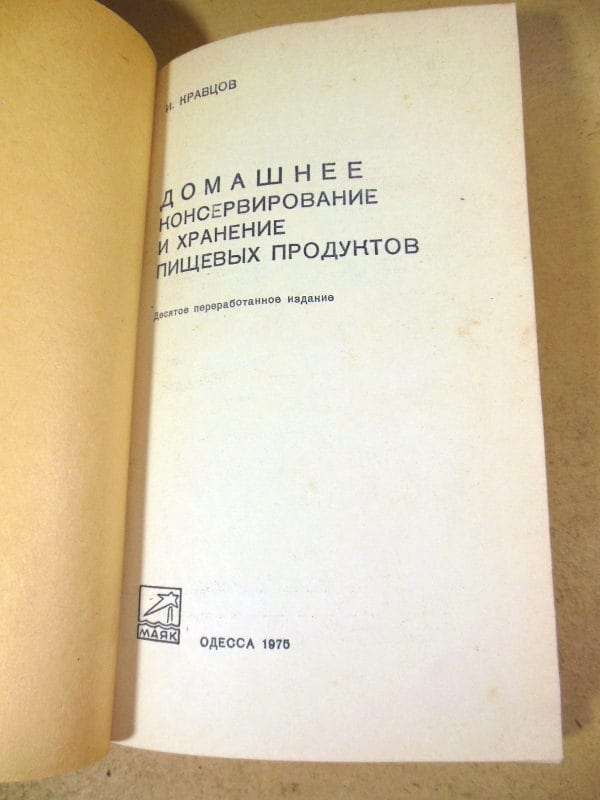 И. КРАВЦОВ
ДОМАШНЕЕ
КОНСЕРВИРОВАНИЕ
И ХРАНЕНИЕ
ПИЩЕВЫХ ПРОДУКТОВ
Десятое переработанное издание
МАЯК
ОДЕССА 1975